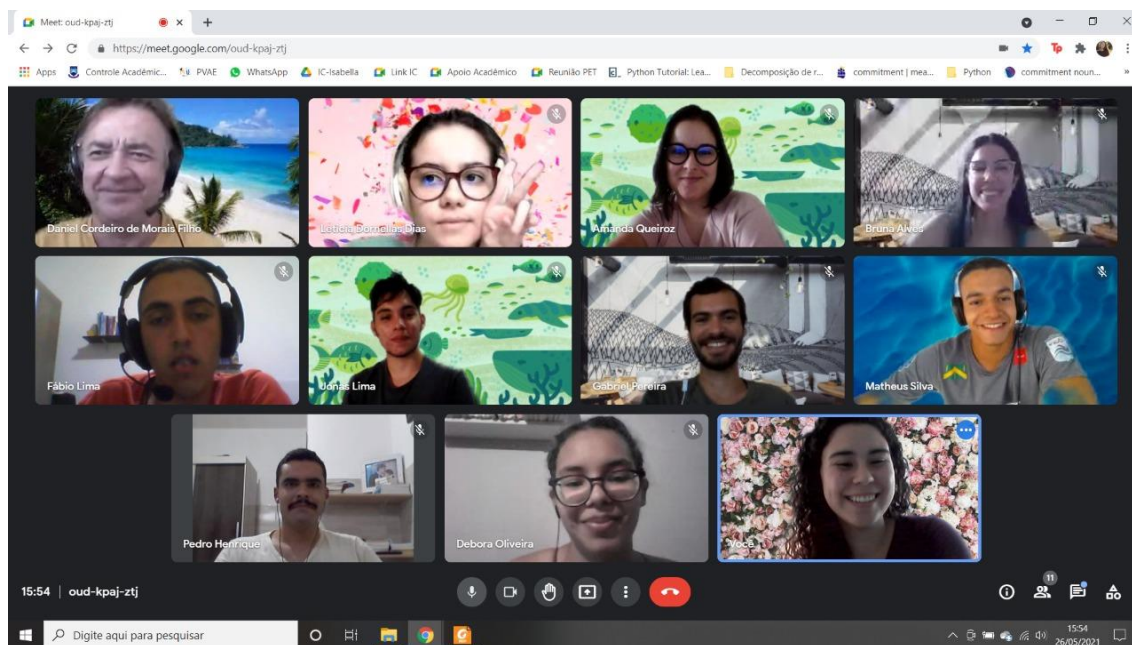 Meet: oud-kpaj-ztj
https://meet.google.com/oud-kpaj-ztj
Apps Controle Acadêmic... PVAE WhatsApp IC-Isabella Link IC Apoio Acadêmico Reunião PET Python Tutorial: Lea... Decomposição de r... commitment | mea... Python commitment noun... »
Daniel Cordeiro de Morais Filho
Letícia Dornellas Dias
Amanda Queiroz
Bruna Alves
Fábio Lima
Jonas Lima
Gabriel Pereira
Matheus Silva
Pedro Henrique
Debora Oliveira
Você
15:54 | oud-kpaj-ztj
11
Digite aqui para pesquisar
15:54
26/05/2021